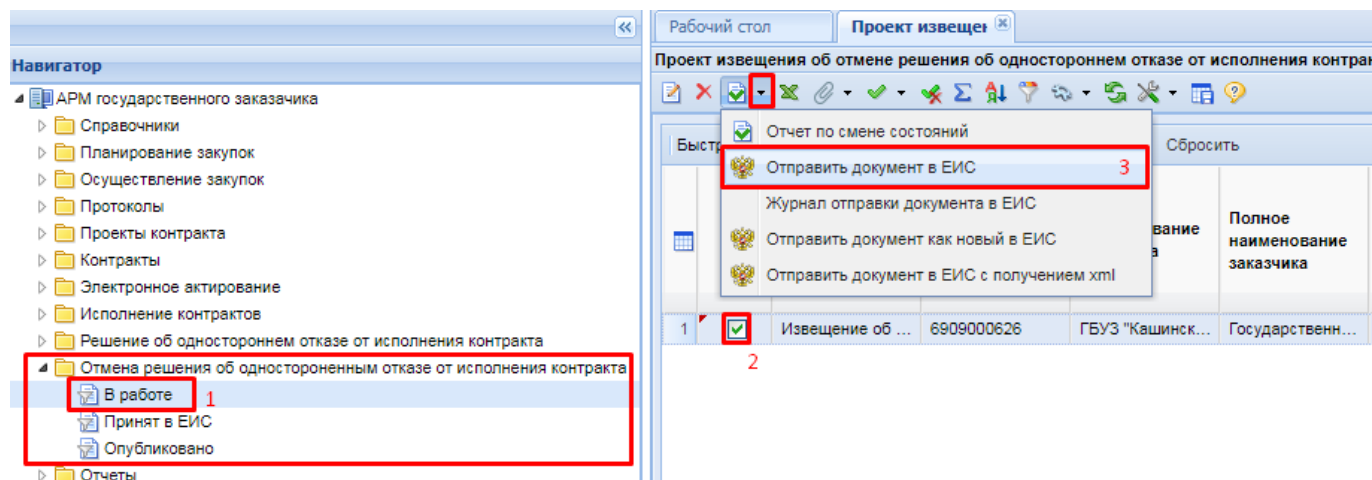 Навигатор
АРМ государственного заказачика
Справочники
Планирование закупок
Осуществление закупок
Протоколы
Проекты контракта
Контракты
Электронное актирование
Исполнение контрактов
Решение об одностороннем отказе от исполнения контракта
Отмена решения об одностороненным отказе от исполнения контракта
В работе 1
Принят в ЕИС
Опубликовано
Отчеты
Рабочий стол Проект извещен
Проект извещения об отмене решения об одностороннем отказе от исполнения контрак
Быстр Сбросить
Отчет по смене состояний
Отправить документ в ЕИС 3
Журнал отправки документа в ЕИС
Отправить документ как новый в ЕИС
Отправить документ в ЕИС с получением xml
вание
а
Полное
наименование
заказчика
1 Извещение об ... 6909000626 ГБУЗ "Кашинск... Государственн...
2